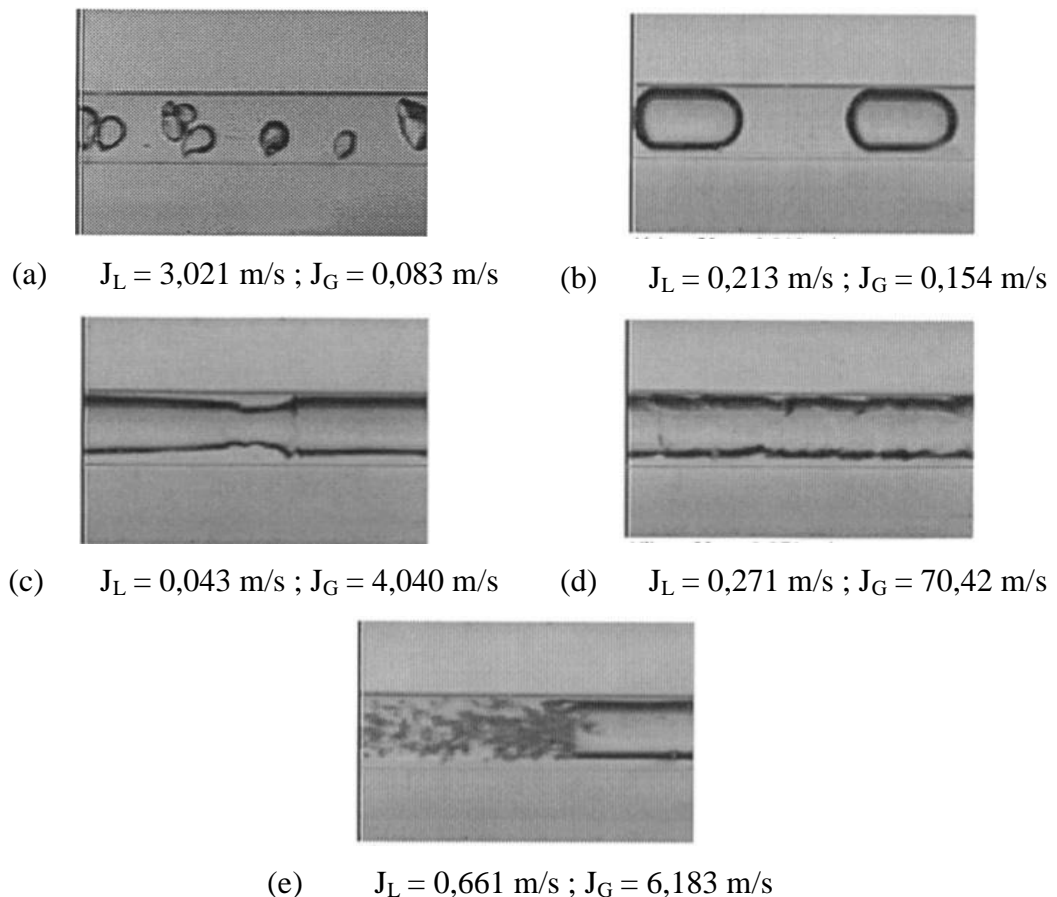 (a) J_L = 3,021 m/s ; J_G = 0,083 m/s
(b) J_L = 0,213 m/s ; J_G = 0,154 m/s
(c) J_L = 0,043 m/s ; J_G = 4,040 m/s
(d) J_L = 0,271 m/s ; J_G = 70,42 m/s
(e) J_L = 0,661 m/s ; J_G = 6,183 m/s